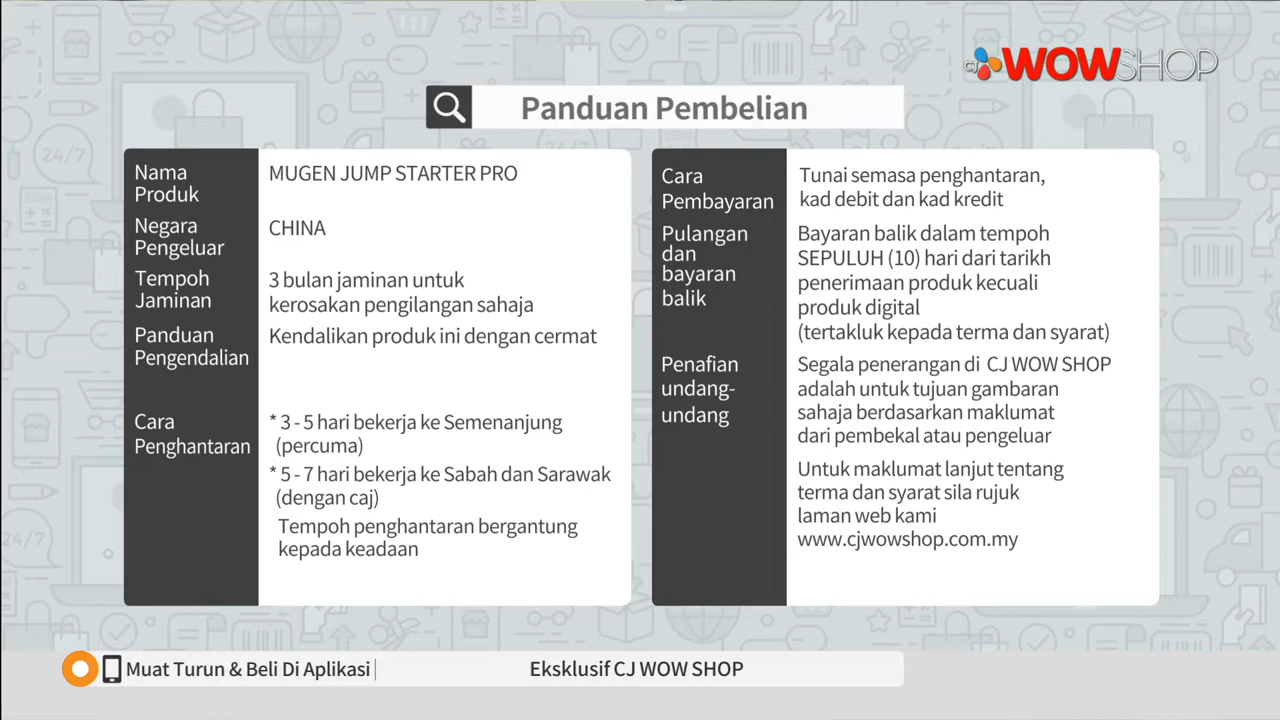 CJ WOWSHOP
Panduan Pembelian
Nama
Produk
MUGEN JUMP STARTER PRO
Negara
Pengeluar
CHINA
Tempoh
Jaminan
3 bulan jaminan untuk
kerosakan pengilangan sahaja
Panduan
Pengendalian
Kendalikan produk ini dengan cermat
Cara
Penghantaran
* 3 - 5 hari bekerja ke Semenanjung
(percuma)
* 5 - 7 hari bekerja ke Sabah dan Sarawak
(dengan caj)
Tempoh penghantaran bergantung
kepada keadaan
Cara
Pembayaran
Tunai semasa penghantaran,
kad debit dan kad kredit
Pulangan
dan
bayaran
balik
Bayaran balik dalam tempoh
SEPULUH (10) hari dari tarikh
penerimaan produk kecuali
produk digital
(tertakluk kepada terma dan syarat)
Penafian
undang-
undang
Segala penerangan di CJ WOW SHOP
adalah untuk tujuan gambaran
sahaja berdasarkan maklumat
dari pembekal atau pengeluar
Untuk maklumat lanjut tentang
terma dan syarat sila rujuk
laman web kami
www.cjwowshop.com.my
24/7
24/7
24/7
Muat Turun & Beli Di Aplikasi |
Eksklusif CJ WOW SHOP